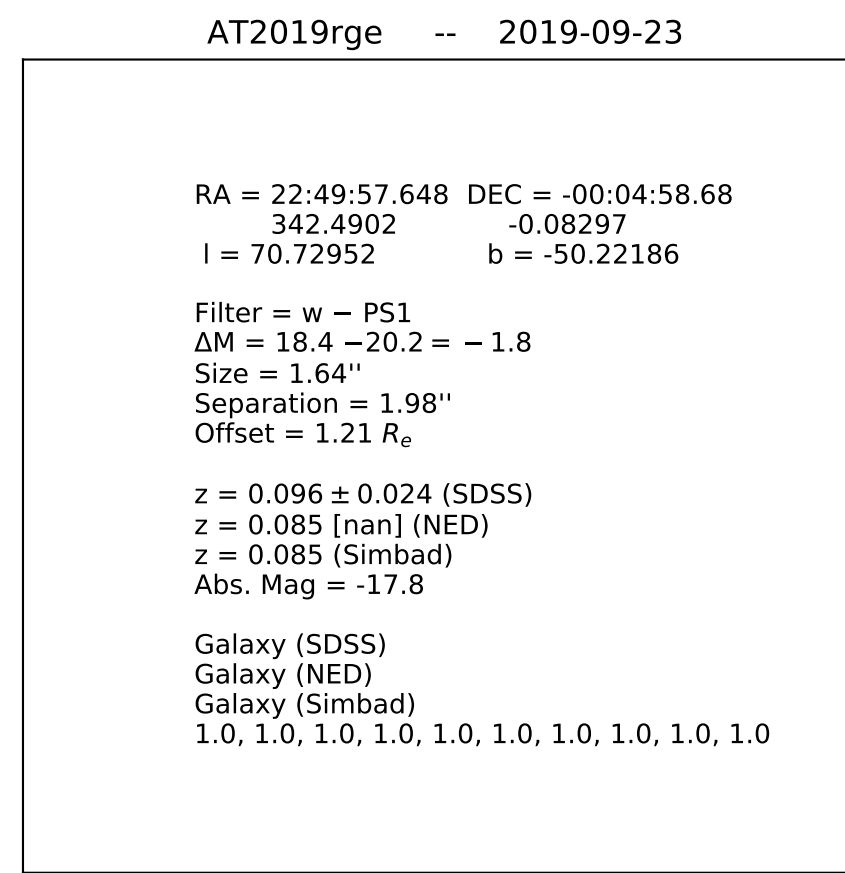 AT2019rge -- 2019-09-23
RA = 22:49:57.648 DEC = -00:04:58.68
342.4902 -0.08297
l = 70.72952 b = -50.22186
Filter = w − PS1
ΔM = 18.4 −20.2 = − 1.8
Size = 1.64''
Separation = 1.98''
Offset = 1.21 Rₑ
z = 0.096 ± 0.024 (SDSS)
z = 0.085 [nan] (NED)
z = 0.085 (Simbad)
Abs. Mag = -17.8
Galaxy (SDSS)
Galaxy (NED)
Galaxy (Simbad)
1.0, 1.0, 1.0, 1.0, 1.0, 1.0, 1.0, 1.0, 1.0, 1.0